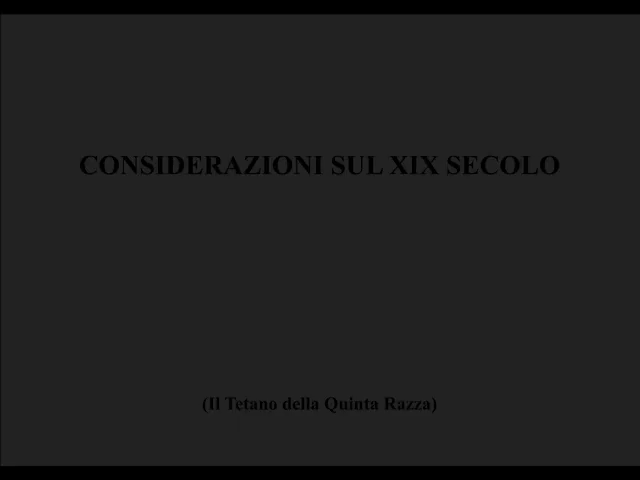 CONSIDERAZIONI SUL XIX SECOLO
(Il Tetano della Quinta Razza)